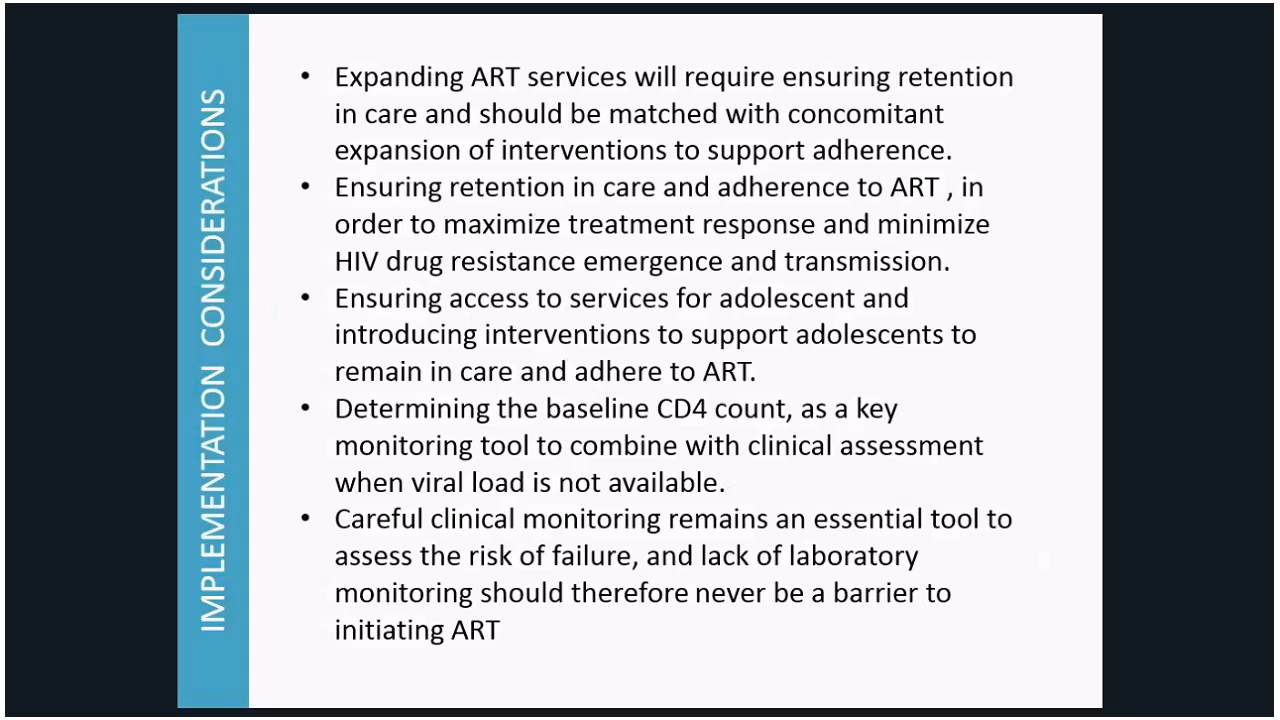 IMPLEMENTATION CONSIDERATIONS
• Expanding ART services will require ensuring retention
in care and should be matched with concomitant
expansion of interventions to support adherence.
• Ensuring retention in care and adherence to ART , in
order to maximize treatment response and minimize
HIV drug resistance emergence and transmission.
• Ensuring access to services for adolescent and
introducing interventions to support adolescents to
remain in care and adhere to ART.
• Determining the baseline CD4 count, as a key
monitoring tool to combine with clinical assessment
when viral load is not available.
• Careful clinical monitoring remains an essential tool to
assess the risk of failure, and lack of laboratory
monitoring should therefore never be a barrier to
initiating ART